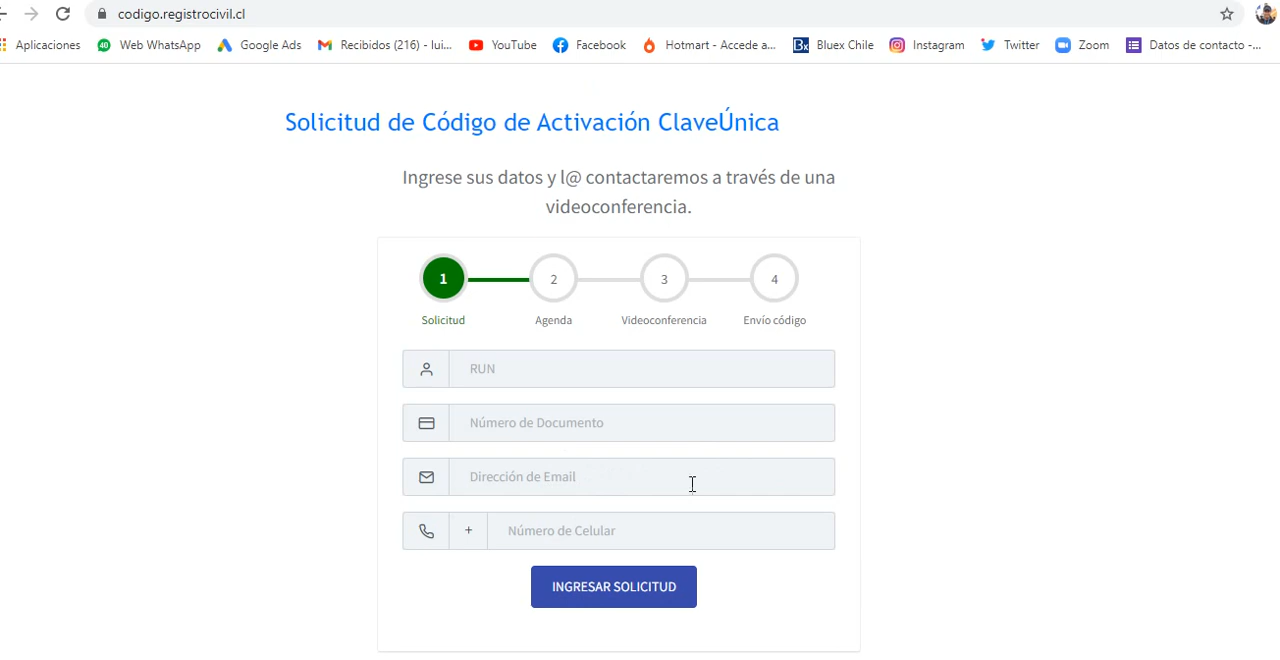 codigo.registrocivil.cl
Aplicaciones 40 Web WhatsApp Google Ads Recibidos (216) - lui... YouTube Facebook Hotmart - Accede a... Bx Bluex Chile Instagram Twitter Zoom Datos de contacto -...
Solicitud de Código de Activación ClaveÚnica
Ingrese sus datos y l@ contactaremos a través de una
videoconferencia.
1 2 3 4
Solicitud Agenda Videoconferencia Envío código
RUN
Número de Documento
Dirección de Email
+ Número de Celular
INGRESAR SOLICITUD